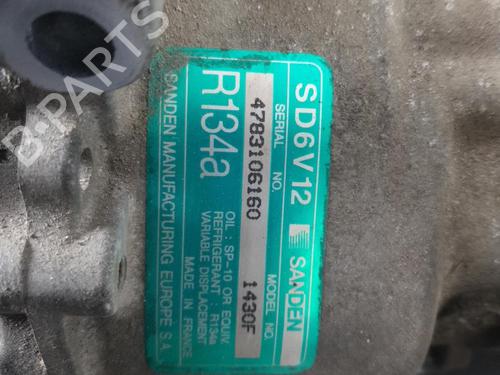 SD6V12 SANDEN
SERIAL NO. MODEL NO.
4783106160 1430F
R134a
OIL : SP-10 OR EQUIV.
REFRIGERANT : R134a
VARIABLE DISPLACEMENT
MADE IN FRANCE
SANDEN MANUFACTURING EUROPE S.A.